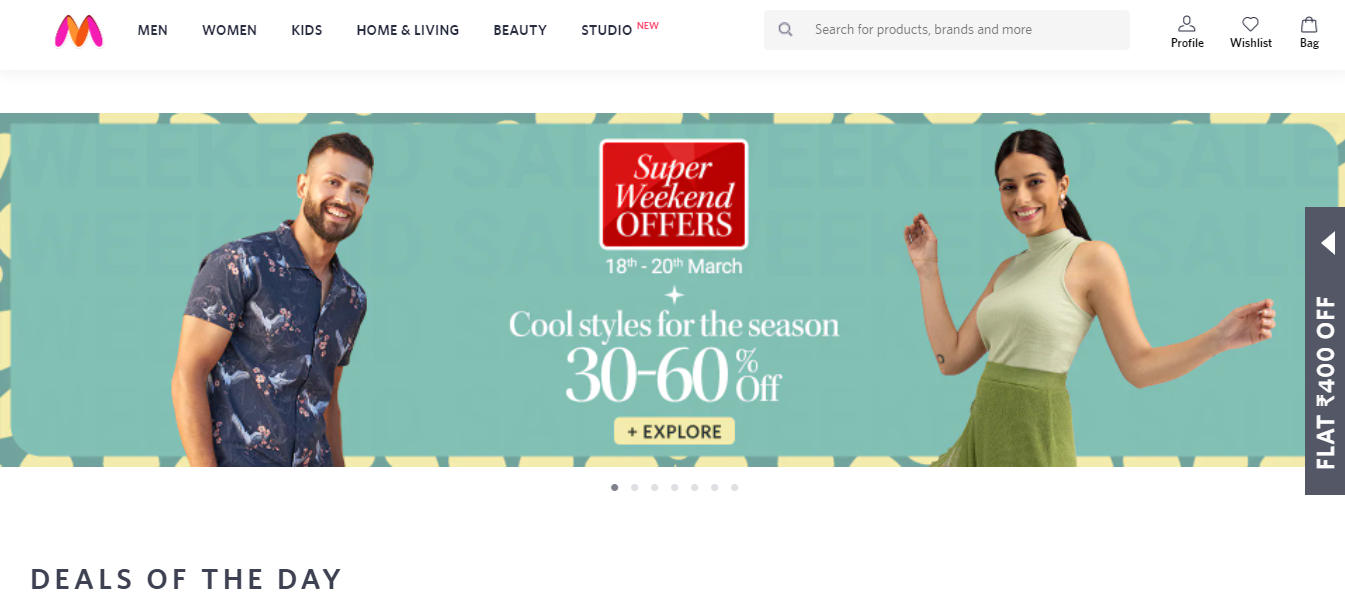 MEN WOMEN KIDS HOME & LIVING BEAUTY STUDIO NEW
Search for products, brands and more
Profile Wishlist Bag
WEEKEND SALE WEEKEND SALE
Super
Weekend
OFFERS
18th - 20th March
Cool styles for the season
30-60% Off
+ EXPLORE
FLAT ₹400 OFF
DEALS OF THE DAY